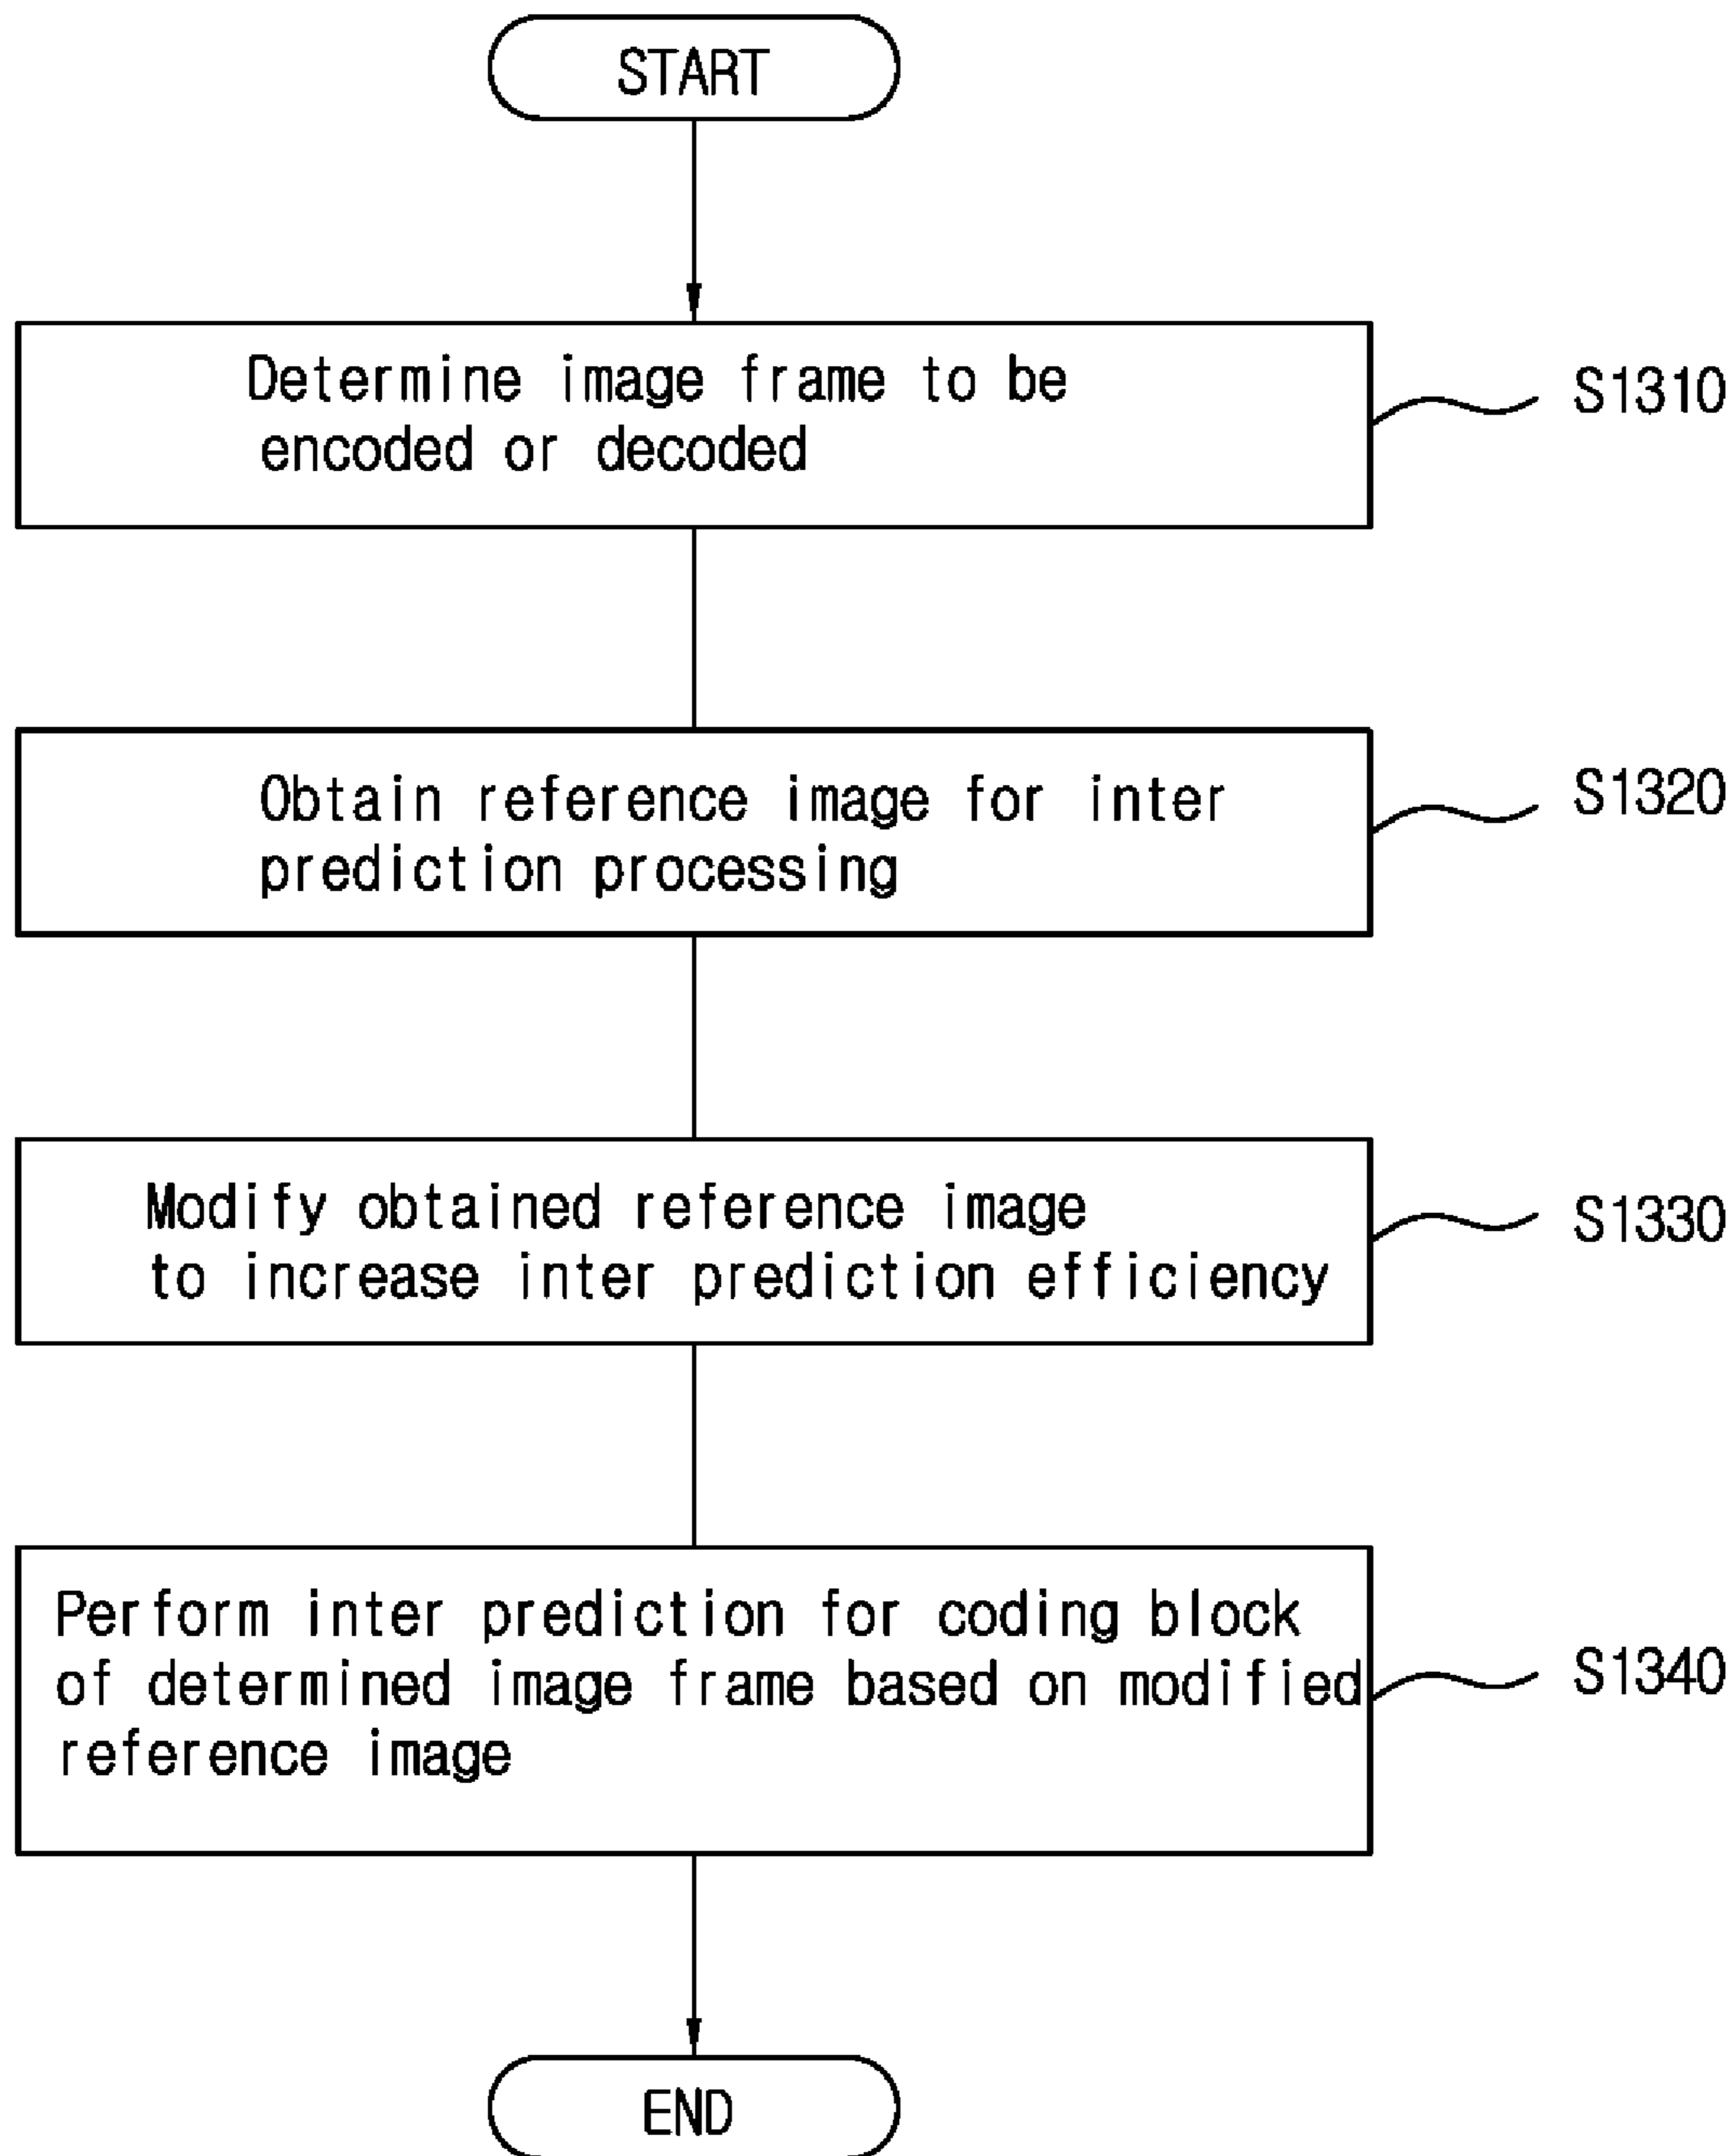 START
Determine image frame to be
encoded or decoded
S1310
Obtain reference image for inter
prediction processing
S1320
Modify obtained reference image
to increase inter prediction efficiency
S1330
Perform inter prediction for coding block
of determined image frame based on modified
reference image
S1340
END